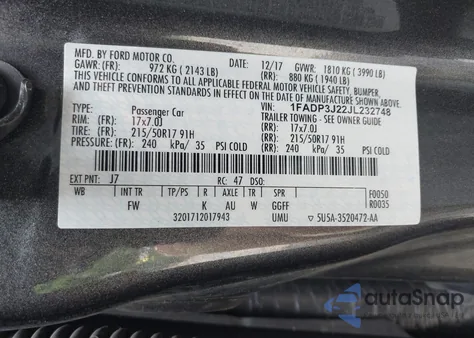 MFD. BY FORD MOTOR CO.
DATE: 12/17 GVWR: 1810 KG ( 3990 LB)
GAWR: (FR): 972 KG ( 2143 LB) (RR): 880 KG ( 1940 LB)
THIS VEHICLE CONFORMS TO ALL APPLICABLE FEDERAL MOTOR VEHICLE SAFETY, BUMPER,
AND THEFT PREVENTION STANDARDS IN EFFECT ON THE DATE OF MANUFACTURE SHOWN ABOVE.
VIN: 1FADP3J22JL232748
TYPE: Passenger Car TRAILER TOWING - SEE OWNER GUIDE
RIM: (FR): 17x7.0J (RR): 17x7.0J
TIRE: (FR): 215/50R17 91H (RR): 215/50R17 91H
PRESSURE: (FR): 240 kPa/ 35 PSI COLD (RR): 240 kPa/ 35 PSI COLD
EXT PNT: J7 RC: 47 DSO:
WB INT TR TP/PS R AXLE TR SPR F0050
FW K AU W GGFF R0035
3201712017943 UMU ▽ 5U5A-3520472-AA
autoSnap